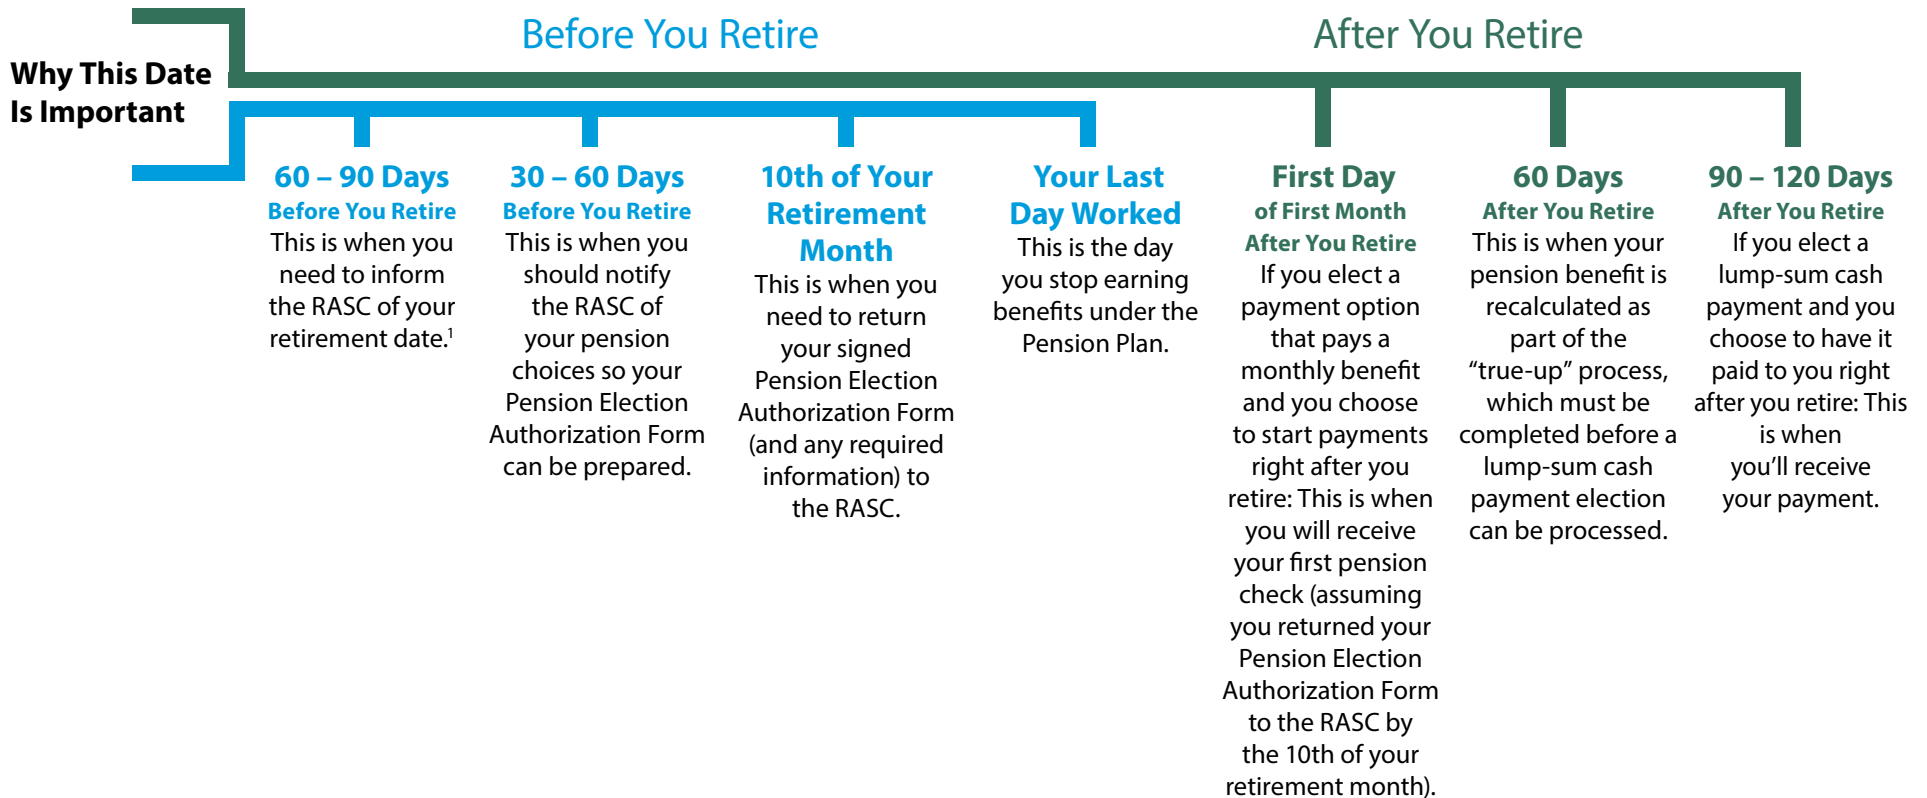 Before You Retire
After You Retire
Why This Date
Is Important
60 – 90 Days
Before You Retire
This is when you
need to inform
the RASC of your
retirement date.1
30 – 60 Days
Before You Retire
This is when you
should notify
the RASC of
your pension
choices so your
Pension Election
Authorization Form
can be prepared.
10th of Your
Retirement
Month
This is when you
need to return
your signed
Pension Election
Authorization Form
(and any required
information) to
the RASC.
Your Last
Day Worked
This is the day
you stop earning
benefits under the
Pension Plan.
First Day
of First Month
After You Retire
If you elect a
payment option
that pays a
monthly benefit
and you choose
to start payments
right after you
retire: This is when
you will receive
your first pension
check (assuming
you returned your
Pension Election
Authorization Form
to the RASC by
the 10th of your
retirement month).
60 Days
After You Retire
This is when your
pension benefit is
recalculated as
part of the
“true-up” process,
which must be
completed before a
lump-sum cash
payment election
can be processed.
90 – 120 Days
After You Retire
If you elect a
lump-sum cash
payment and you
choose to have it
paid to you right
after you retire: This
is when
you’ll receive
your payment.